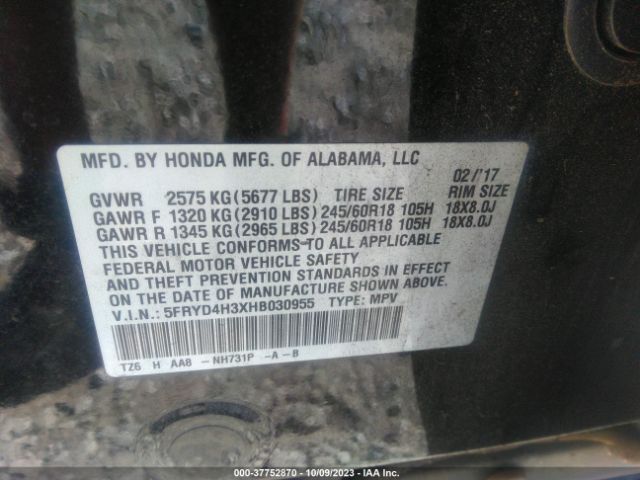 MFD. BY HONDA MFG. OF ALABAMA, LLC
02/'17
GVWR 2575 KG (5677 LBS) TIRE SIZE RIM SIZE
GAWR F 1320 KG (2910 LBS) 245/60R18 105H 18X8.0J
GAWR R 1345 KG (2965 LBS) 245/60R18 105H 18X8.0J
THIS VEHICLE CONFORMS TO ALL APPLICABLE
FEDERAL MOTOR VEHICLE SAFETY
AND THEFT PREVENTION STANDARDS IN EFFECT
ON THE DATE OF MANUFACTURE SHOWN ABOVE.
V.I.N.: 5FRYD4H3XHB030955 TYPE: MPV
TZ6 H AA8 -NH731P -A-B
000-37752870 | 10/09/2023 | IAA Inc.